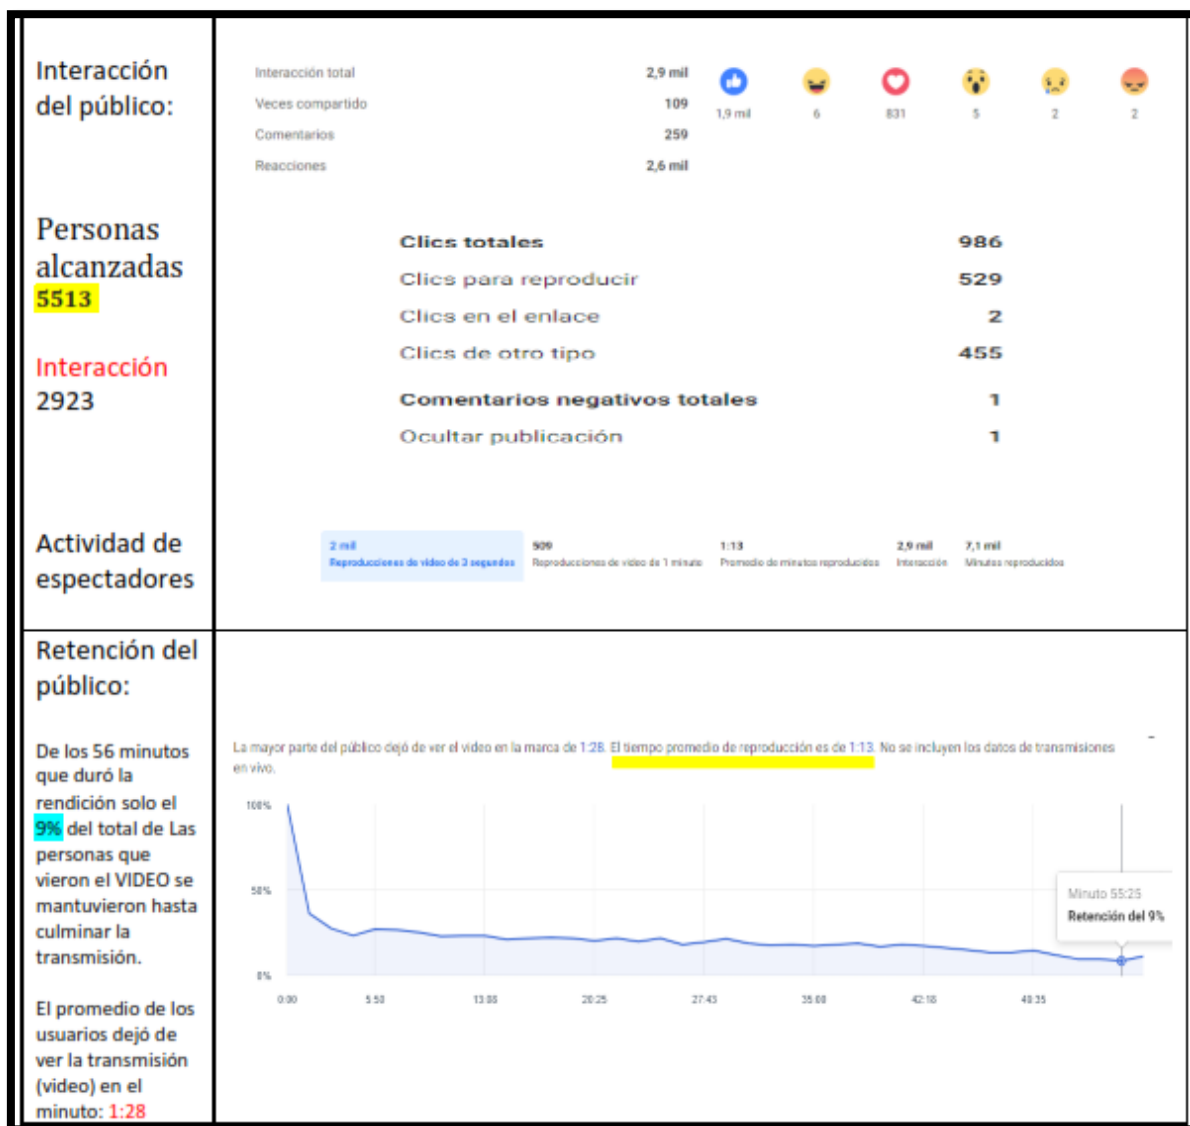 Interacción
del público:
Interacción total 2,9 mil
Veces compartido 109
Comentarios 259
Reacciones 2,6 mil
1,9 mil 6 831 5 2 2
Personas
alcanzadas
5513
Interacción
2923
Clics totales 986
Clics para reproducir 529
Clics en el enlace 2
Clics de otro tipo 455
Comentarios negativos totales 1
Ocultar publicación 1
Actividad de
espectadores
2 mil 509 1:13 2,9 mil 7,1 mil
Reproducciones de video de 3 segundos Reproducciones de video de 1 minuto Promedio de minutos reproducidos Interacción Minutos reproducidos
Retención del
público:
De los 56 minutos
que duró la
rendición solo el
9% del total de Las
personas que
vieron el VIDEO se
mantuvieron hasta
culminar la
transmisión.
El promedio de los
usuarios dejó de
ver la transmisión
(video) en el
minuto: 1:28
La mayor parte del público dejó de ver el video en la marca de 1:28. El tiempo promedio de reproducción es de 1:13. No se incluyen los datos de transmisiones
en vivo.
100%
50%
0%
Minuto 55:25
Retención del 9%
0:00 5:50 13:08 20:25 27:43 35:00 42:18 49:35